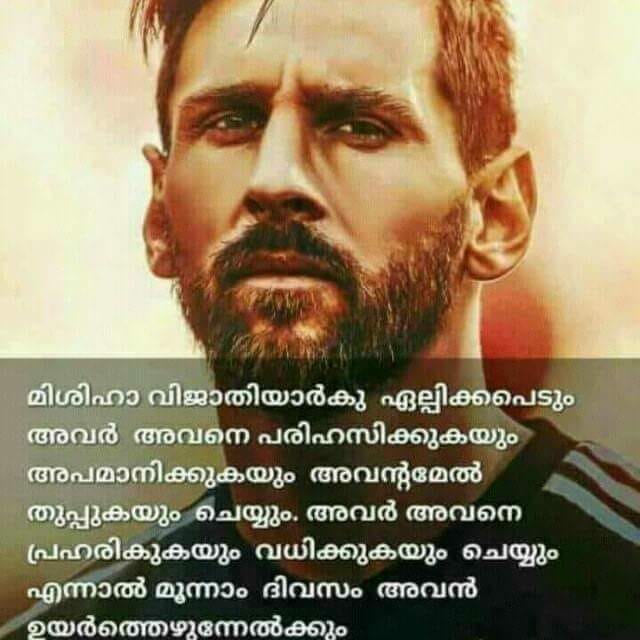 മിശിഹാ വിജാതിയാർകു ഏല്പിക്കപെടും
അവർ അവനെ പരിഹസിക്കുകയും
അപമാനിക്കുകയും അവന്റമേൽ
തുപ്പുകയും ചെയ്യും. അവർ അവനെ
പ്രഹരികുകയും വധിക്കുകയും ചെയ്യും
എന്നാൽ മൂന്നാം ദിവസം അവൻ
ഉയർത്തെഴുന്നേൽക്കും